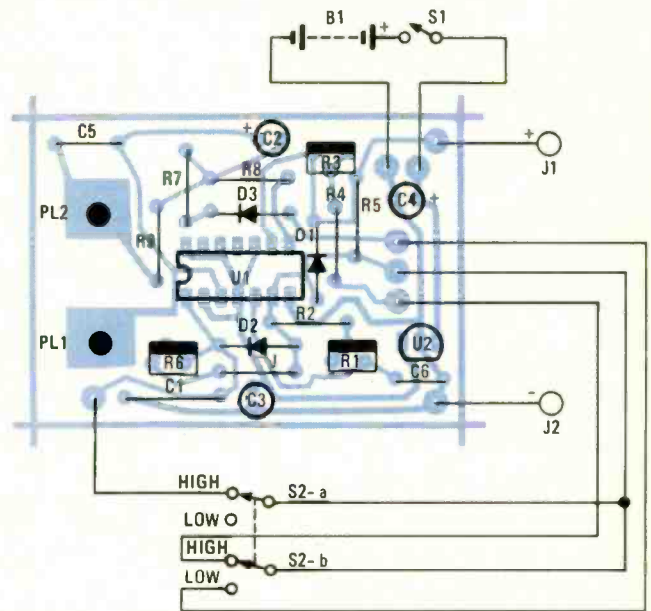 B1
+ S1
C5
+ C2
R7
R8
R3
+ J1
PL2
D3
R4
R5
C4 +
R9
D1
U1
PL1
D2
R2
U2
R6
J
R1
C1
C3
C6
- J2
HIGH
S2-a
LOW
HIGH
S2-b
LOW